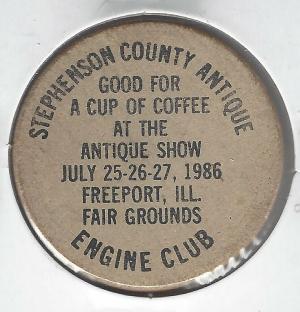 STEPHENSON COUNTY ANTIQUE
GOOD FOR
A CUP OF COFFEE
AT THE
ANTIQUE SHOW
JULY 25-26-27, 1986
FREEPORT, ILL.
FAIR GROUNDS
ENGINE CLUB